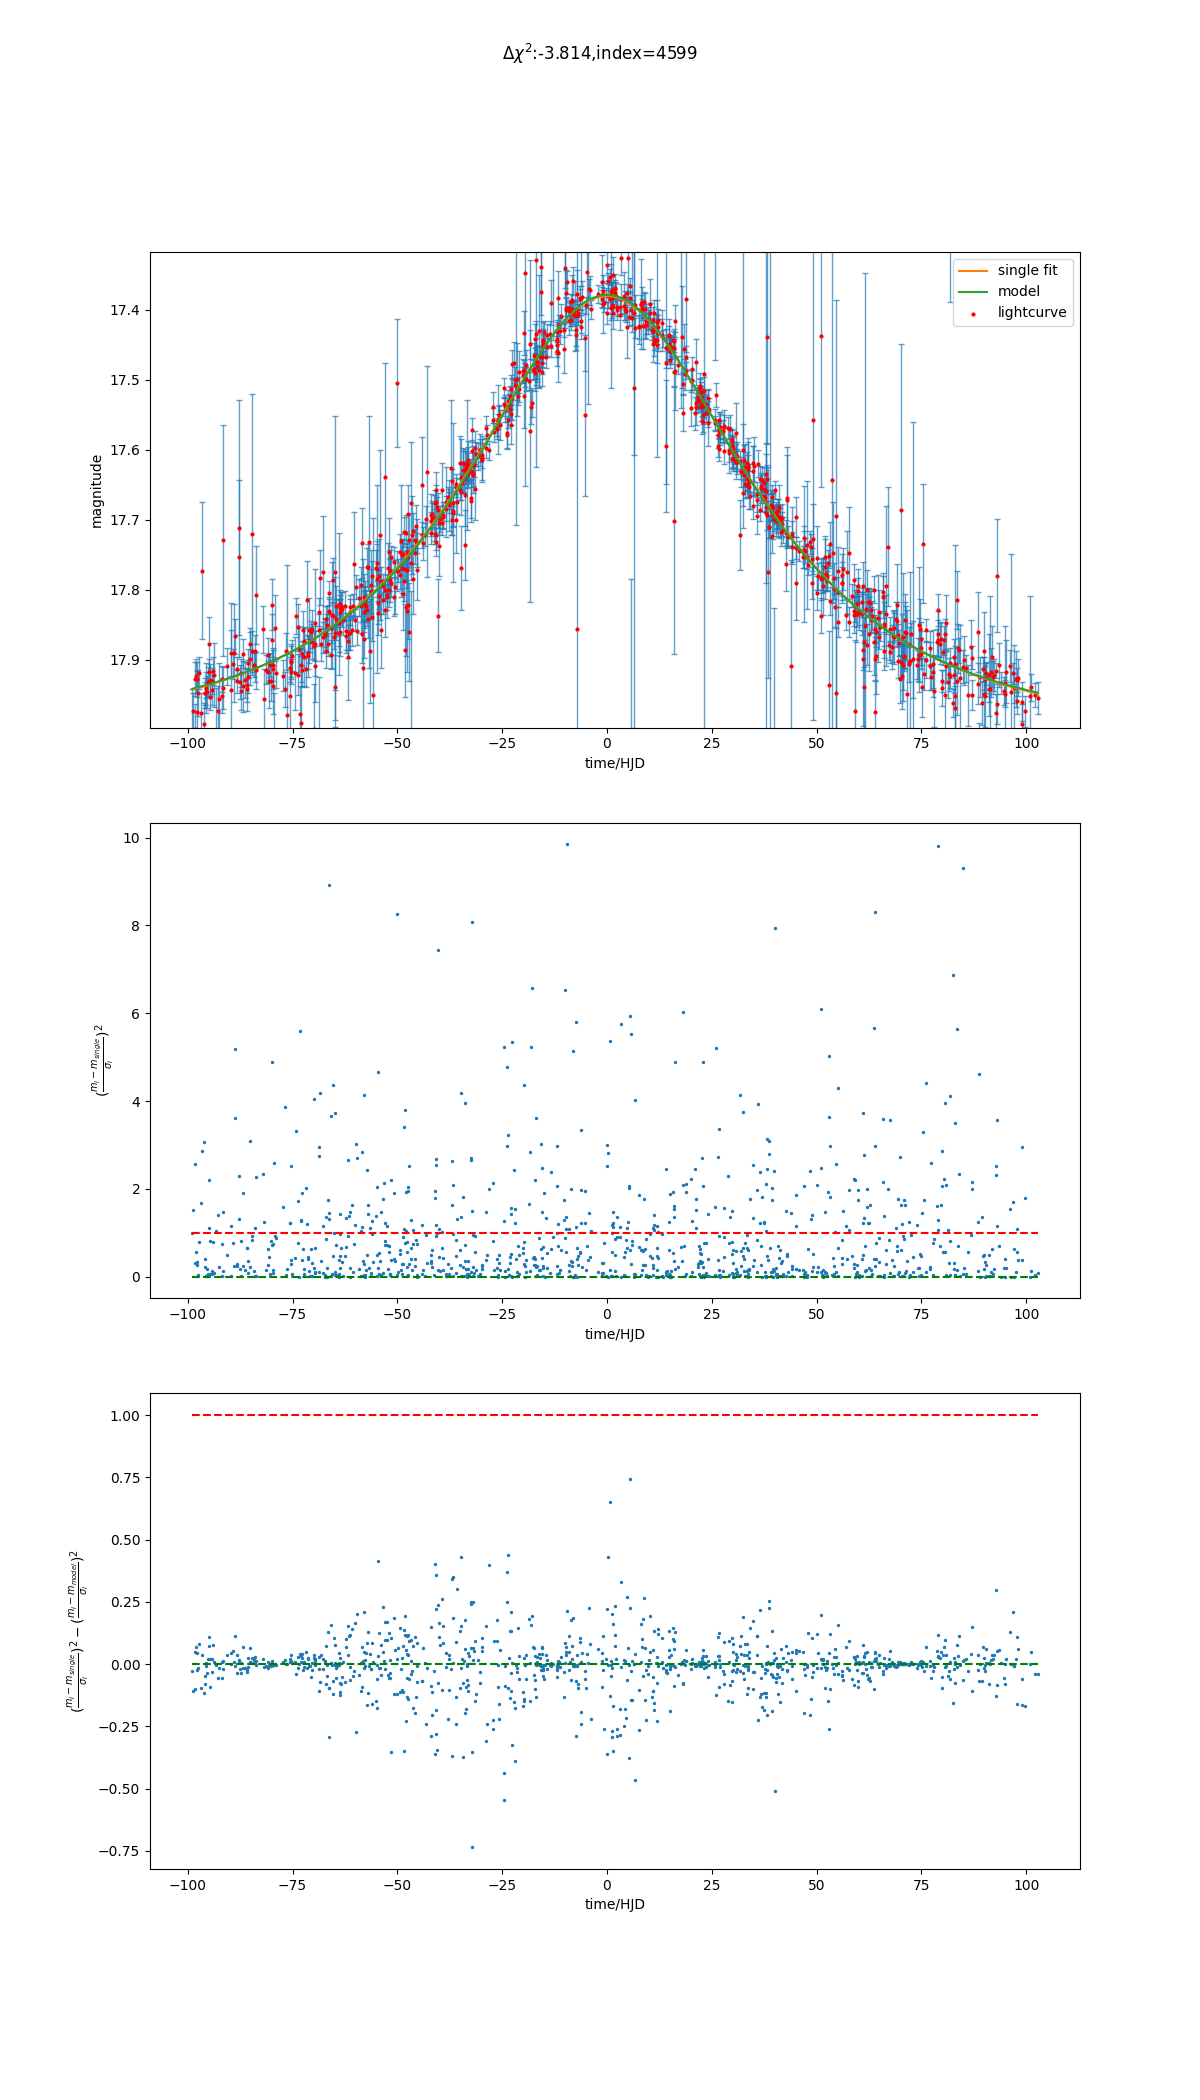 Δχ²:-3.814,index=4599
single fit
model
lightcurve
17.4
17.5
17.6
17.7
17.8
17.9
magnitude
−100 −75 −50 −25 0 25 50 75 100
time/HJD
10
8
6
4
2
0
(m_i − m_single / σ_i)²
−100 −75 −50 −25 0 25 50 75 100
time/HJD
1.00
0.75
0.50
0.25
0.00
−0.25
−0.50
−0.75
(m_i − m_single / σ_i)² − (m_i − m_model / σ_i)²
−100 −75 −50 −25 0 25 50 75 100
time/HJD